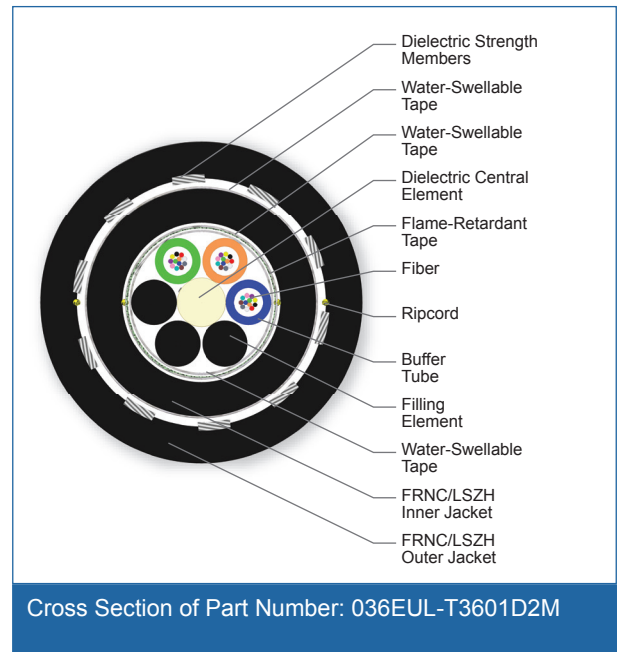 Dielectric Strength
Members
Water-Swellable
Tape
Water-Swellable
Tape
Dielectric Central
Element
Flame-Retardant
Tape
Fiber
Ripcord
Buffer
Tube
Filling
Element
Water-Swellable
Tape
FRNC/LSZH
Inner Jacket
FRNC/LSZH
Outer Jacket
Cross Section of Part Number: 036EUL-T3601D2M